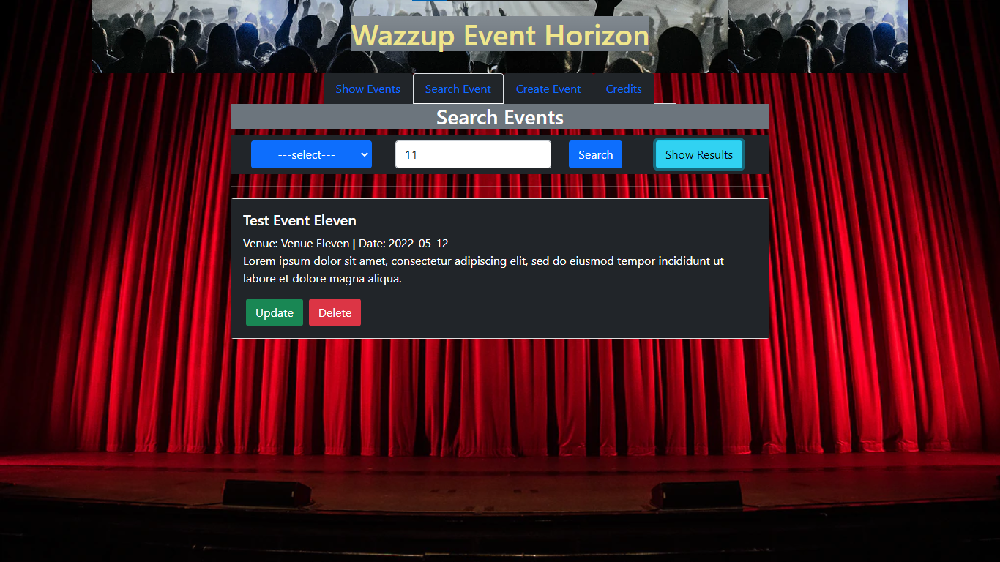 Wazzup Event Horizon
Show Events Search Event Create Event Credits
Search Events
---select--- 11 Search Show Results
Test Event Eleven
Venue: Venue Eleven | Date: 2022-05-12
Lorem ipsum dolor sit amet, consectetur adipiscing elit, sed do eiusmod tempor incididunt ut
labore et dolore magna aliqua.
Update Delete